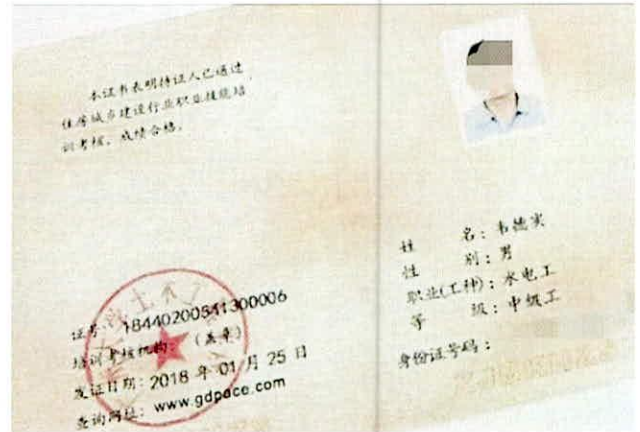 本证书表明持证人已通过
住房城乡建设行业职业技能培
训考核，成绩合格。
证号：18440200511300006
培训考核机构：（盖章）
发证日期：2018 年 01 月 25 日
查询网址：www.gdpace.com
姓 名：韦德实
性 别：男
职业(工种)：水电工
等 级：中级工
身份证号码：